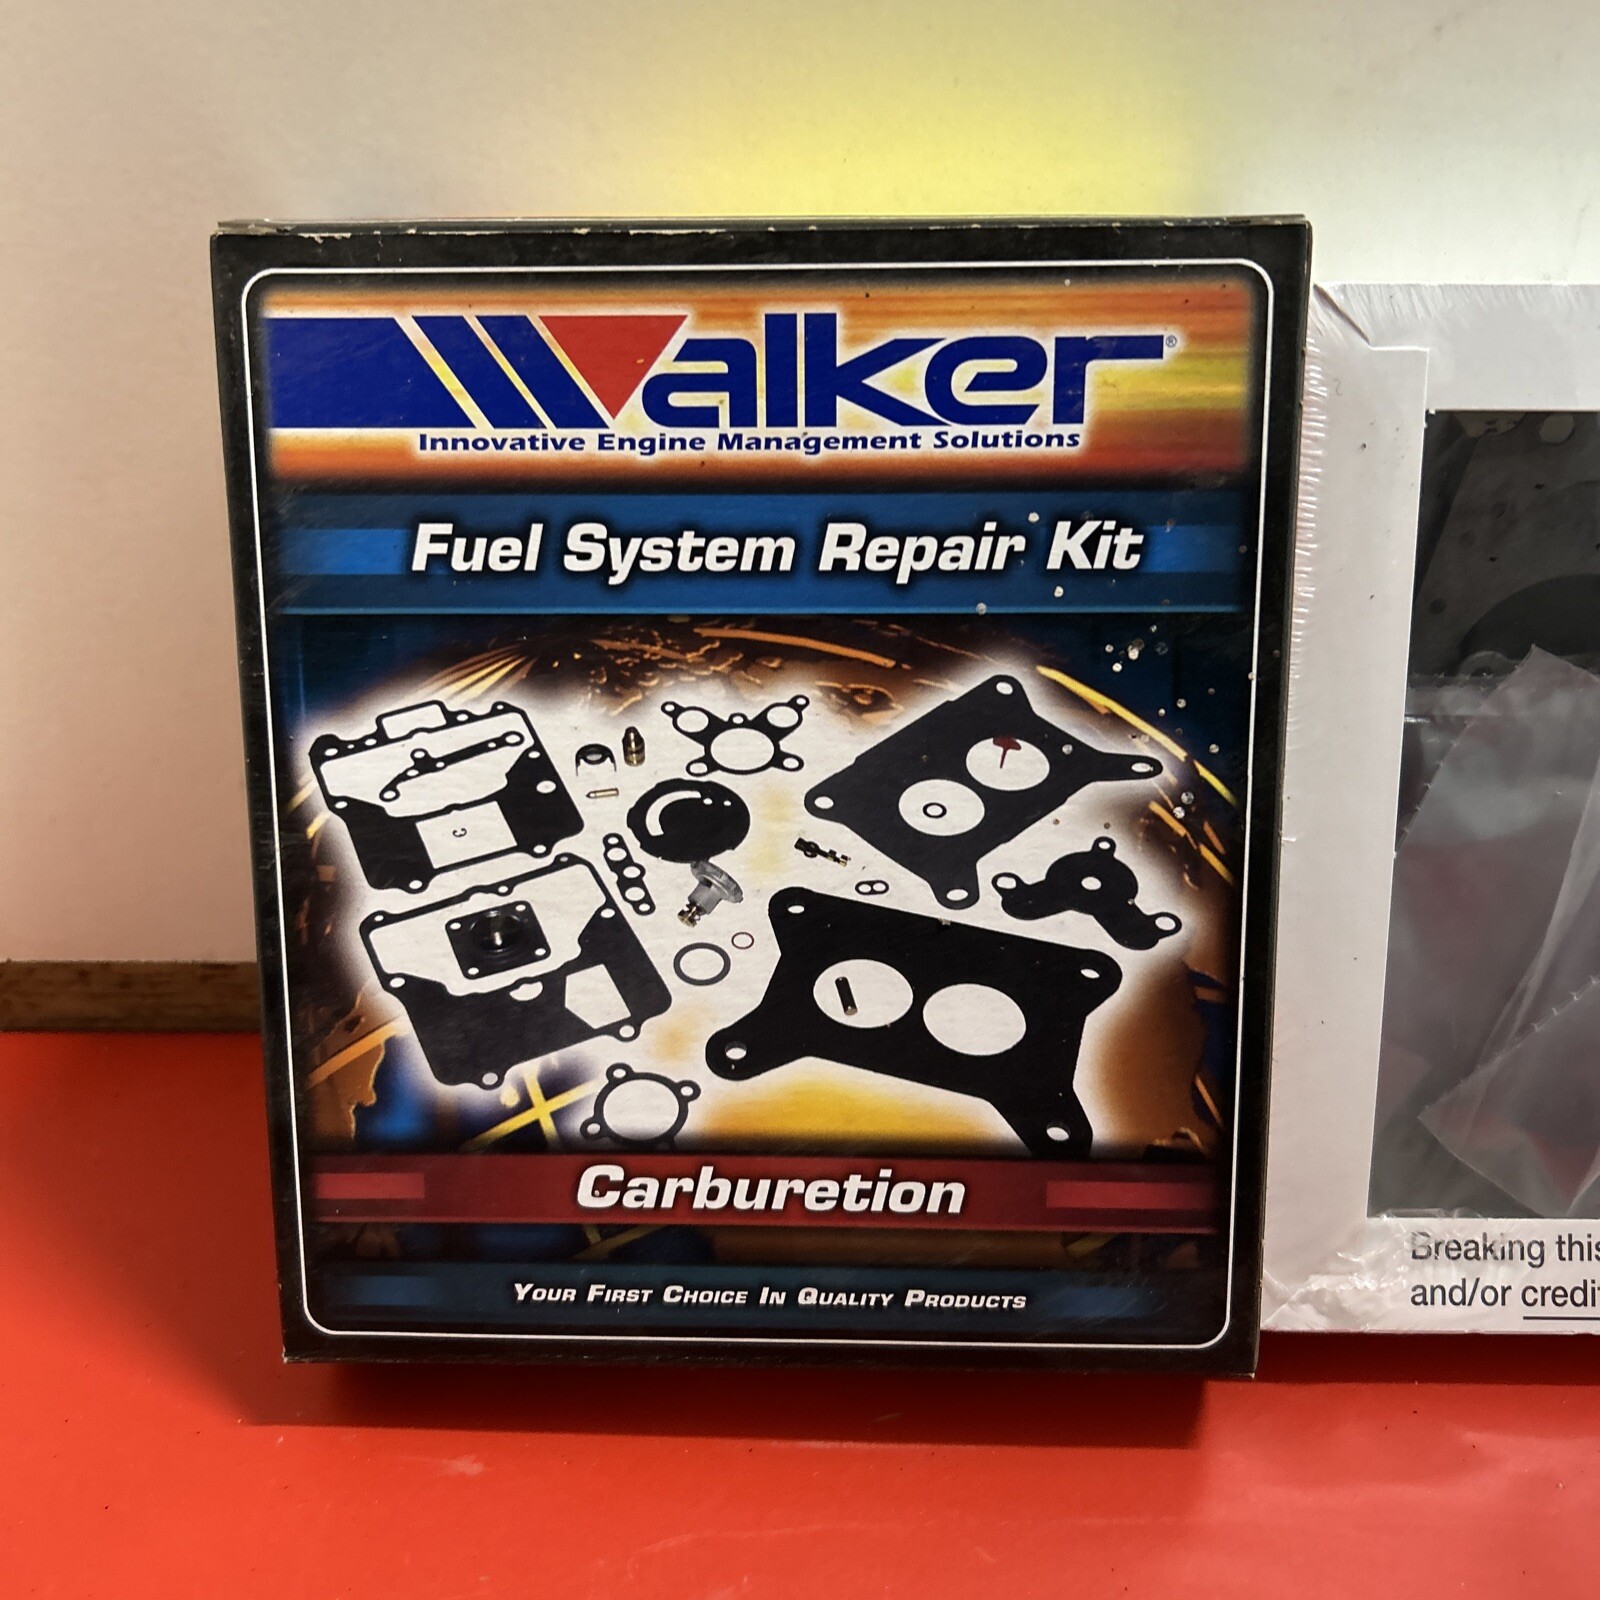 Walker®
Innovative Engine Management Solutions
Fuel System Repair Kit
Carburetion
Your First Choice In Quality Products
Breaking this
and/or credit